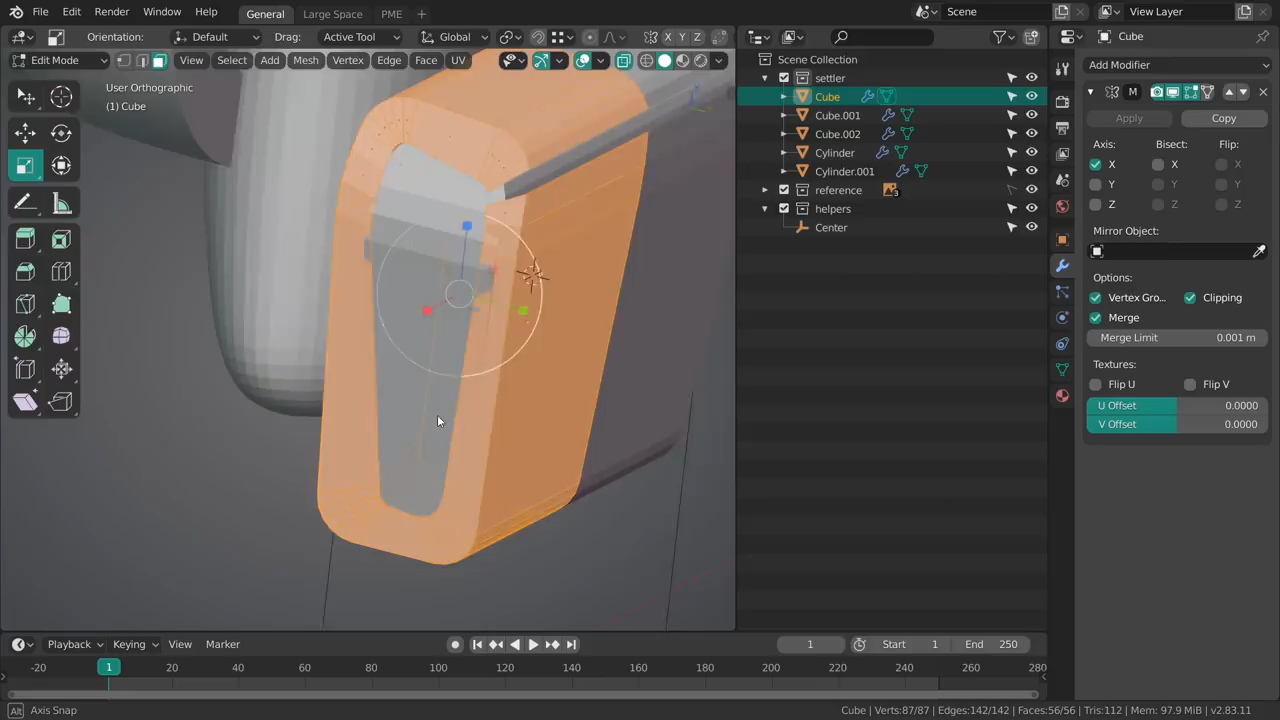 File Edit Render Window Help General Large Space PME + Scene View Layer
Orientation: Default Drag: Active Tool Global X Y Z
Edit Mode View Select Add Mesh Vertex Edge Face UV
User Orthographic
(1) Cube
Scene Collection
settler
Cube
Cube.001
Cube.002
Cylinder
Cylinder.001
reference 3
helpers
Center
Cube
Add Modifier
M
Apply Copy
Axis: Bisect: Flip:
X X X
Y Y Y
Z Z Z
Mirror Object:
Options:
Vertex Gro... Clipping
Merge
Merge Limit 0.001 m
Textures:
Flip U Flip V
U Offset 0.0000
V Offset 0.0000
Playback Keying View Marker 1 Start 1 End 250
-20 1 20 40 60 80 100 120 140 160 180 200 220 240 260 280
Alt Axis Snap Cube | Verts:87/87 | Edges:142/142 | Faces:56/56 | Tris:112 | Mem: 97.9 MiB | v2.83.11